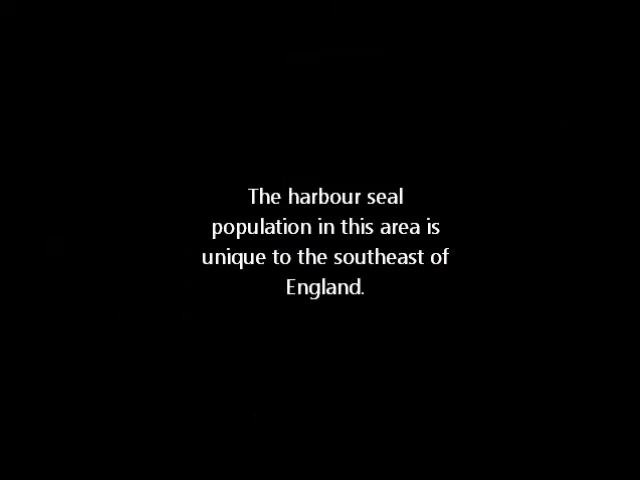 The harbour seal
population in this area is
unique to the southeast of
England.